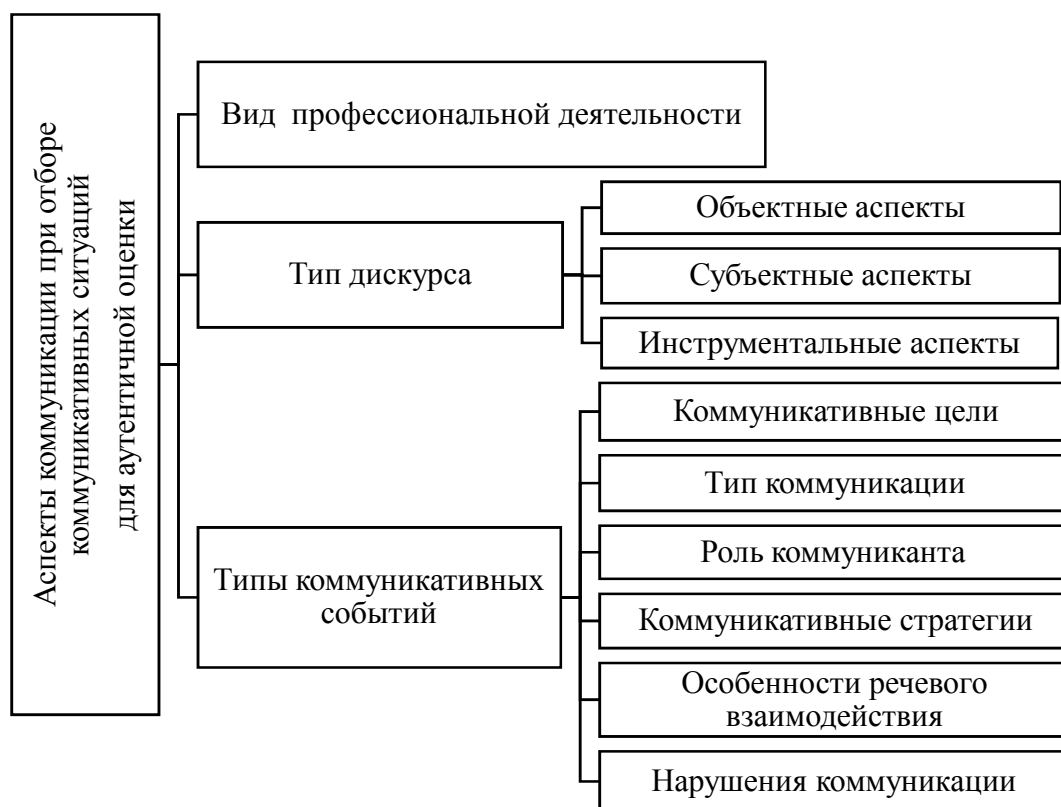 Аспекты коммуникации при отборе
коммуникативных ситуаций
для аутентичной оценки
Вид профессиональной деятельности
Тип дискурса
Объектные аспекты
Субъектные аспекты
Инструментальные аспекты
Типы коммуникативных
событий
Коммуникативные цели
Тип коммуникации
Роль коммуниканта
Коммуникативные стратегии
Особенности речевого
взаимодействия
Нарушения коммуникации